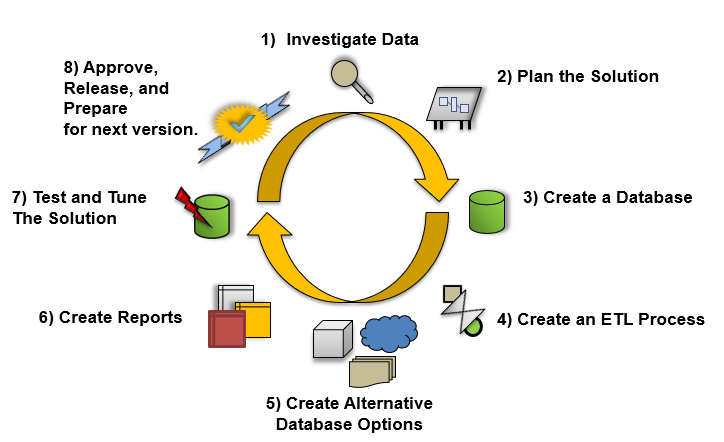 1) Investigate Data
2) Plan the Solution
3) Create a Database
4) Create an ETL Process
5) Create Alternative
Database Options
6) Create Reports
7) Test and Tune
The Solution
8) Approve,
Release, and
Prepare
for next version.